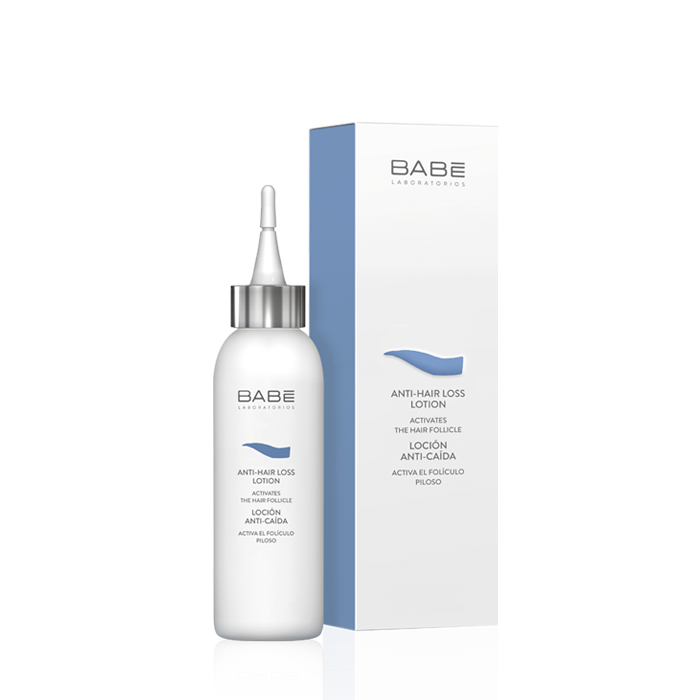 BABĒ
LABORATORIOS
ANTI-HAIR LOSS
LOTION
ACTIVATES
THE HAIR FOLLICLE
LOCIÓN
ANTI-CAÍDA
ACTIVA EL FOLÍCULO
PILOSO
BABĒ
LABORATORIOS
ANTI-HAIR LOSS
LOTION
ACTIVATES
THE HAIR FOLLICLE
LOCIÓN
ANTI-CAÍDA
ACTIVA EL FOLÍCULO
PILOSO